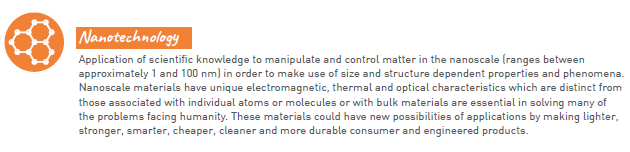 Nanotechnology
Application of scientific knowledge to manipulate and control matter in the nanoscale (ranges between
approximately 1 and 100 nm) in order to make use of size and structure dependent properties and phenomena.
Nanoscale materials have unique electromagnetic, thermal and optical characteristics which are distinct from
those associated with individual atoms or molecules or with bulk materials are essential in solving many of
the problems facing humanity. These materials could have new possibilities of applications by making lighter,
stronger, smarter, cheaper, cleaner and more durable consumer and engineered products.